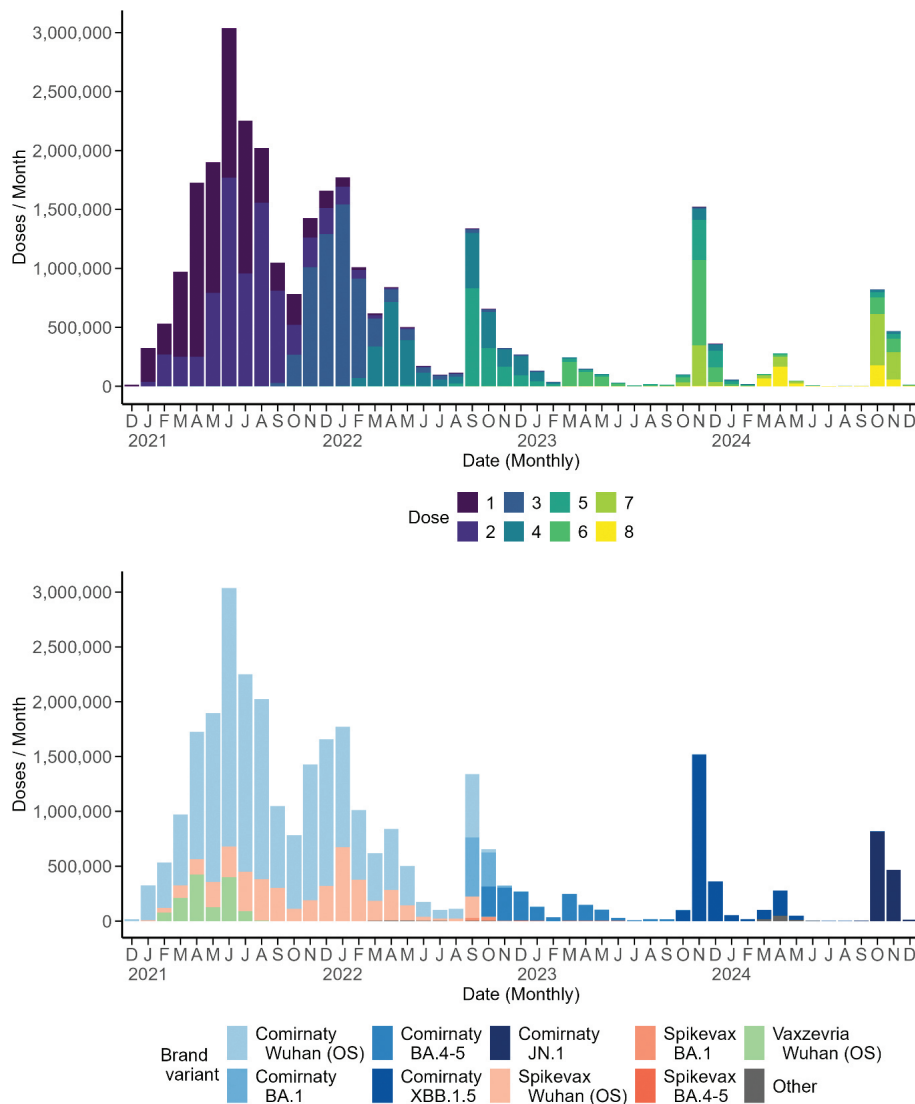 3,000,000
2,500,000
2,000,000
1,500,000
1,000,000
500,000
0
Doses / Month
D J F M A M J J A S O N D J F M A M J J A S O N D J F M A M J J A S O N D J F M A M J J A S O N D
2021 2022 2023 2024
Date (Monthly)
Dose
1 3 5 7
2 4 6 8
3,000,000
2,500,000
2,000,000
1,500,000
1,000,000
500,000
0
Doses / Month
D J F M A M J J A S O N D J F M A M J J A S O N D J F M A M J J A S O N D J F M A M J J A S O N D
2021 2022 2023 2024
Date (Monthly)
Brand
variant
Comirnaty
Wuhan (OS)
Comirnaty
BA.1
Comirnaty
BA.4-5
Comirnaty
XBB.1.5
Comirnaty
JN.1
Spikevax
Wuhan (OS)
Spikevax
BA.1
Spikevax
BA.4-5
Vaxzevria
Wuhan (OS)
Other